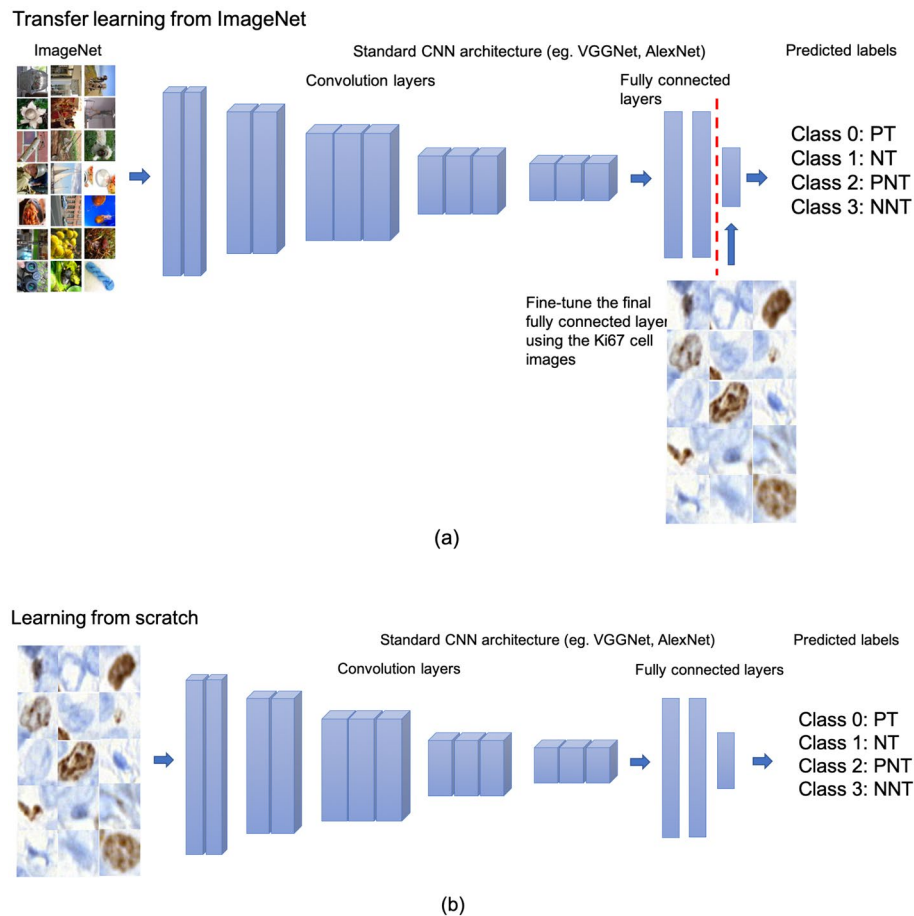 Transfer learning from ImageNet
ImageNet
Standard CNN architecture (eg. VGGNet, AlexNet)
Predicted labels
Convolution layers
Fully connected
layers
Class 0: PT
Class 1: NT
Class 2: PNT
Class 3: NNT
Fine-tune the final
fully connected layer
using the Ki67 cell
images
(a)
Learning from scratch
Standard CNN architecture (eg. VGGNet, AlexNet)
Predicted labels
Convolution layers
Fully connected layers
Class 0: PT
Class 1: NT
Class 2: PNT
Class 3: NNT
(b)